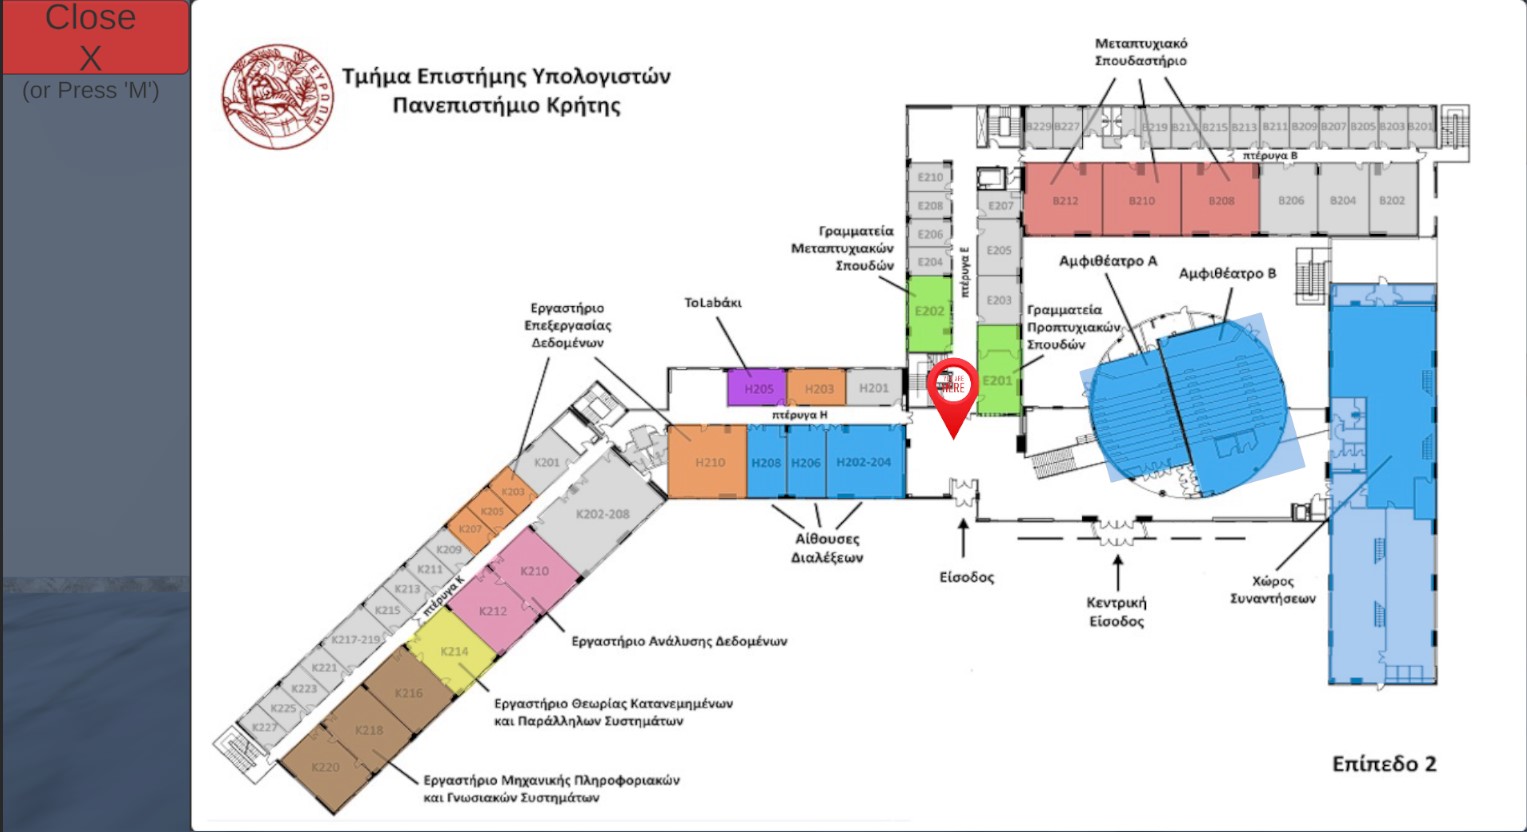 Close
X
(or Press 'M')
Τμήμα Επιστήμης Υπολογιστών
Πανεπιστήμιο Κρήτης
ΕΥΡΩΠΗ
Μεταπτυχιακό
Σπουδαστήριο
B229
B227
B219
B217
B215
B213
B211
B209
B207
B205
B203
B201
πτέρυγα Β
B212
B210
B208
B206
B204
B202
E210
E208
E206
E204
E202
πτέρυγα Ε
E207
E205
E203
E201
Γραμματεία
Μεταπτυχιακών
Σπουδών
Γραμματεία
Προπτυχιακών
Σπουδών
Αμφιθέατρο Α
Αμφιθέατρο Β
Εργαστήριο
Επεξεργασίας
Δεδομένων
ToLabάκι
H205
H203
H201
πτέρυγα Η
HERE
H210
H208
H206
H202-204
Αίθουσες
Διαλέξεων
Είσοδος
Κεντρική
Είσοδος
Χώρος
Συναντήσεων
K201
K203
K205
K207
K209
K211
K213
K215
K217-219
K221
K223
K225
K227
πτέρυγα Κ
K202-208
K210
K212
K214
K216
K218
K220
Εργαστήριο Ανάλυσης Δεδομένων
Εργαστήριο Θεωρίας Κατανεμημένων
και Παράλληλων Συστημάτων
Εργαστήριο Μηχανικής Πληροφοριακών
και Γνωσιακών Συστημάτων
Επίπεδο 2